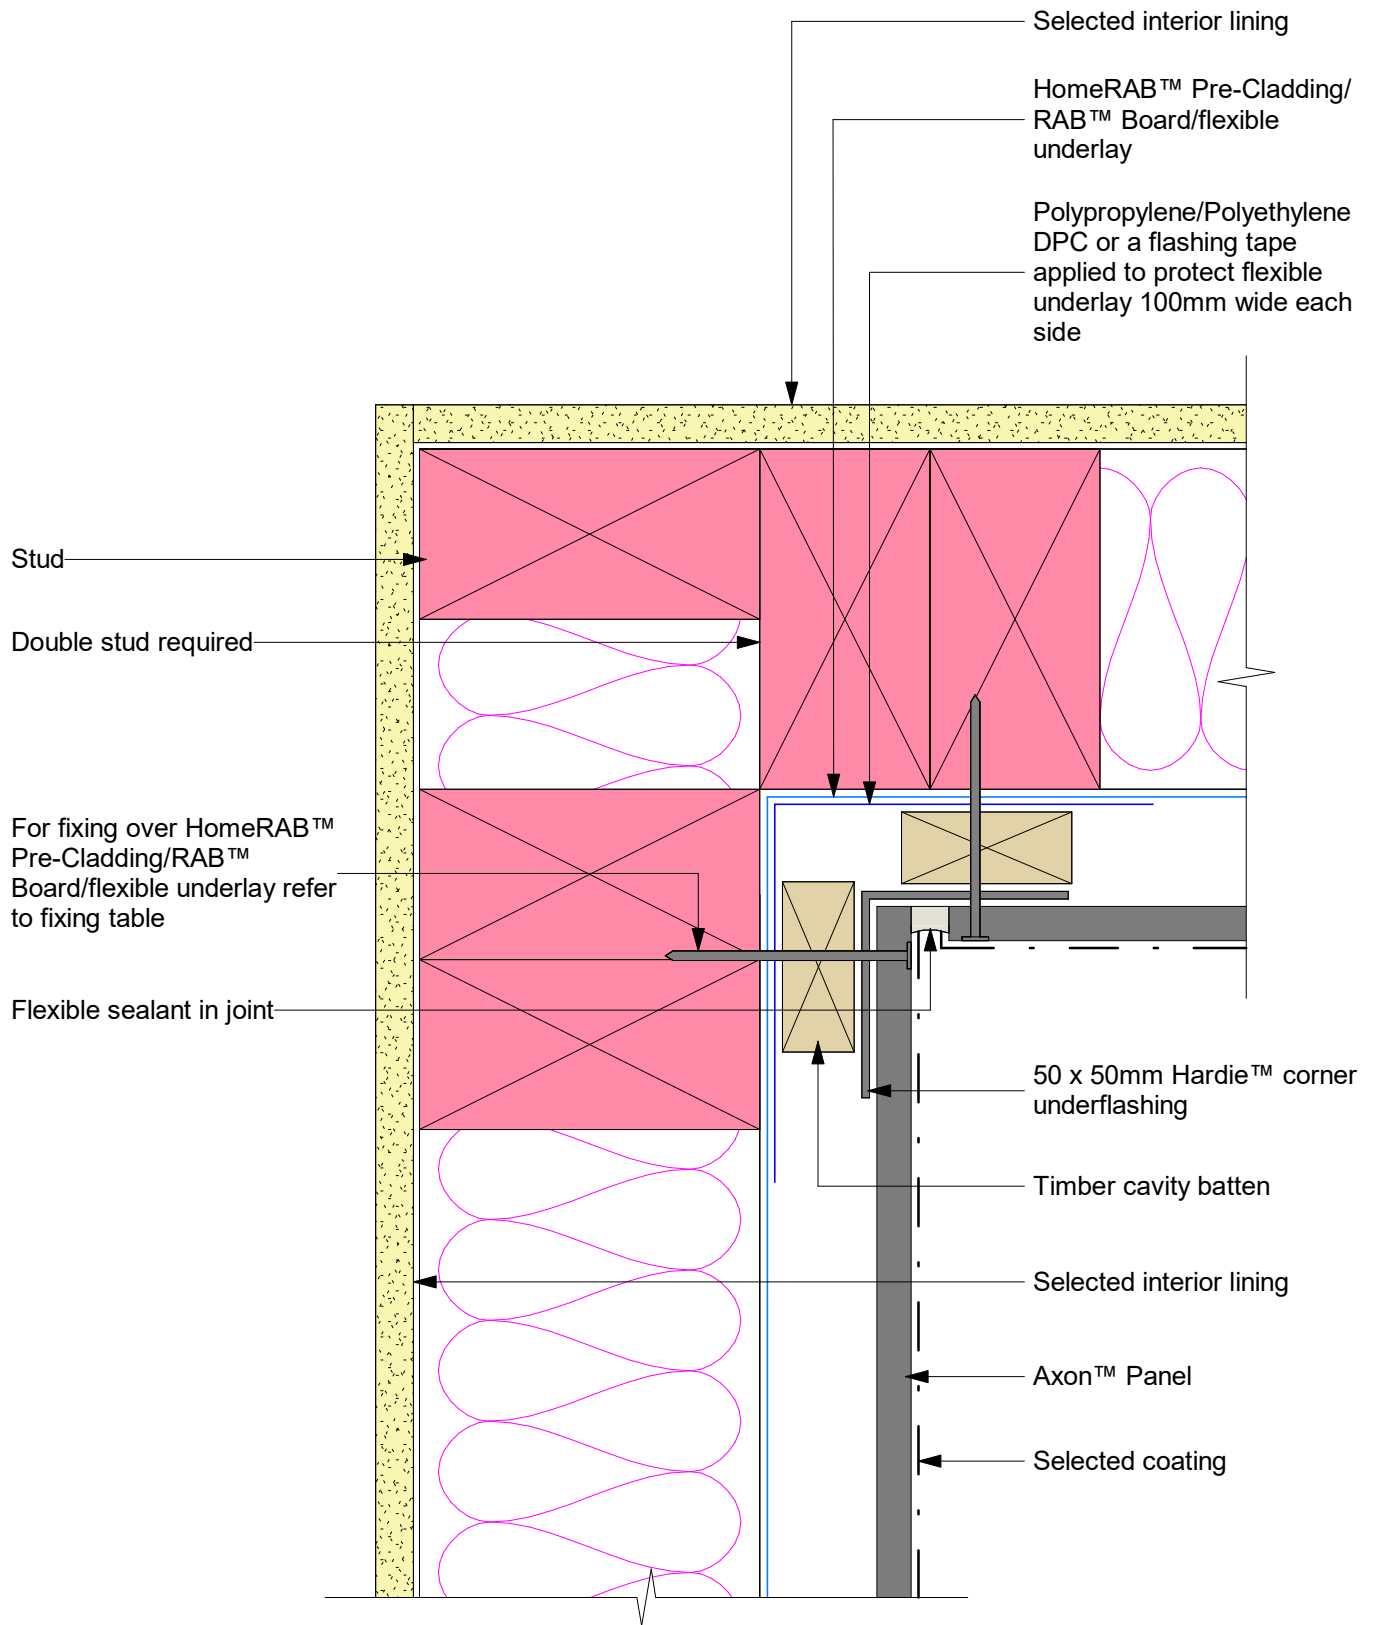 Selected interior lining
HomeRAB™ Pre-Cladding/
RAB™ Board/flexible
underlay
Polypropylene/Polyethylene
DPC or a flashing tape
applied to protect flexible
underlay 100mm wide each
side
Stud
Double stud required
For fixing over HomeRAB™
Pre-Cladding/RAB™
Board/flexible underlay refer
to fixing table
Flexible sealant in joint
50 x 50mm Hardie™ corner
underflashing
Timber cavity batten
Selected interior lining
Axon™ Panel
Selected coating